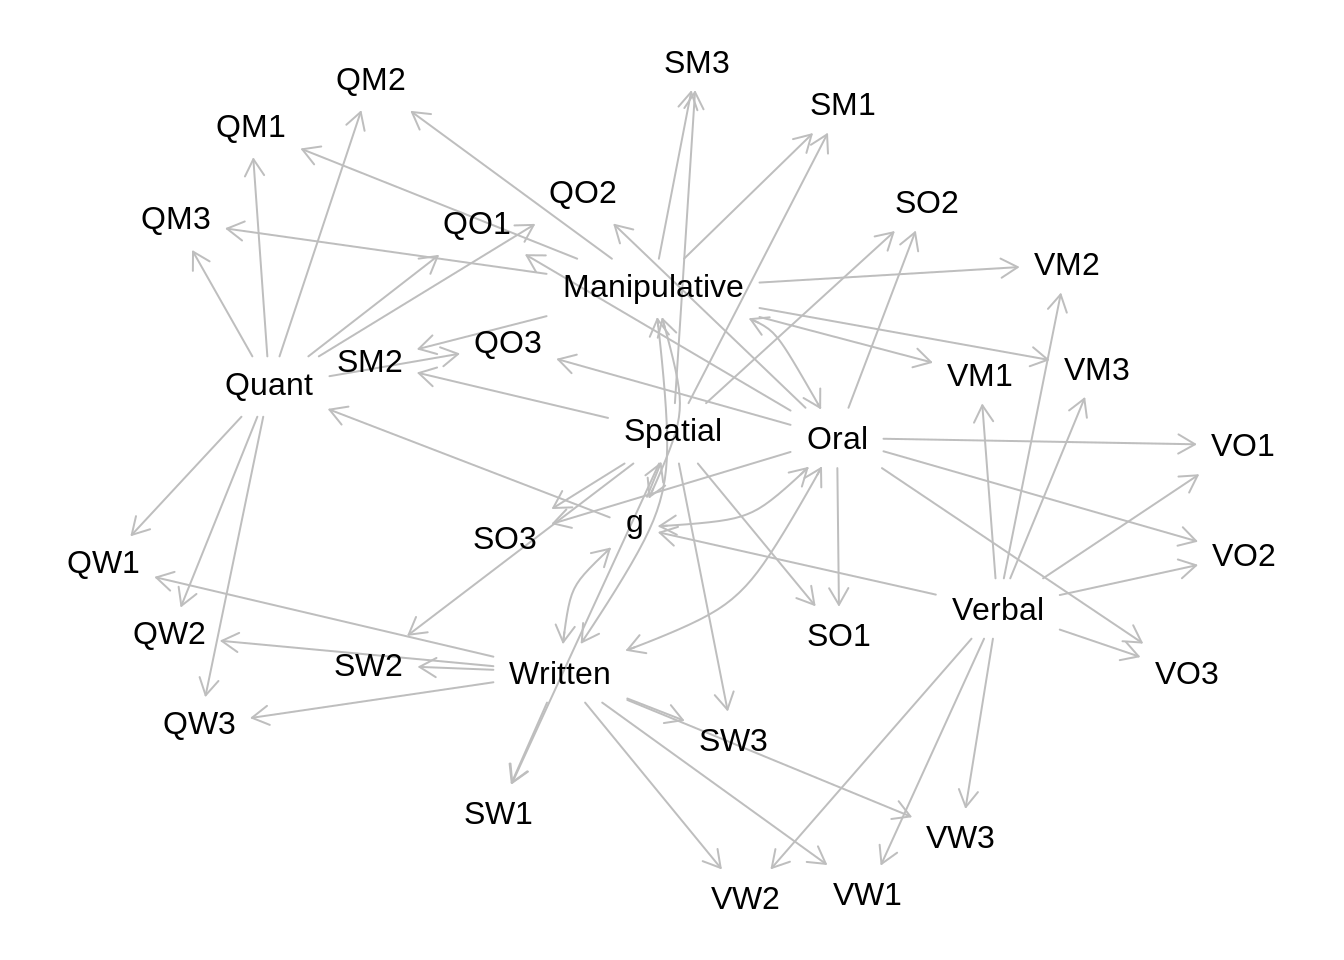 SM3
QM2
SM1
QM1
QO2
SO2
QM3
QO1
VM2
Manipulative
QO3
SM2
VM3
VM1
Quant
Spatial
Oral
VO1
g
SO3
VO2
QW1
Verbal
QW2
SO1
SW2
Written
VO3
QW3
SW3
SW1
VW3
VW1
VW2